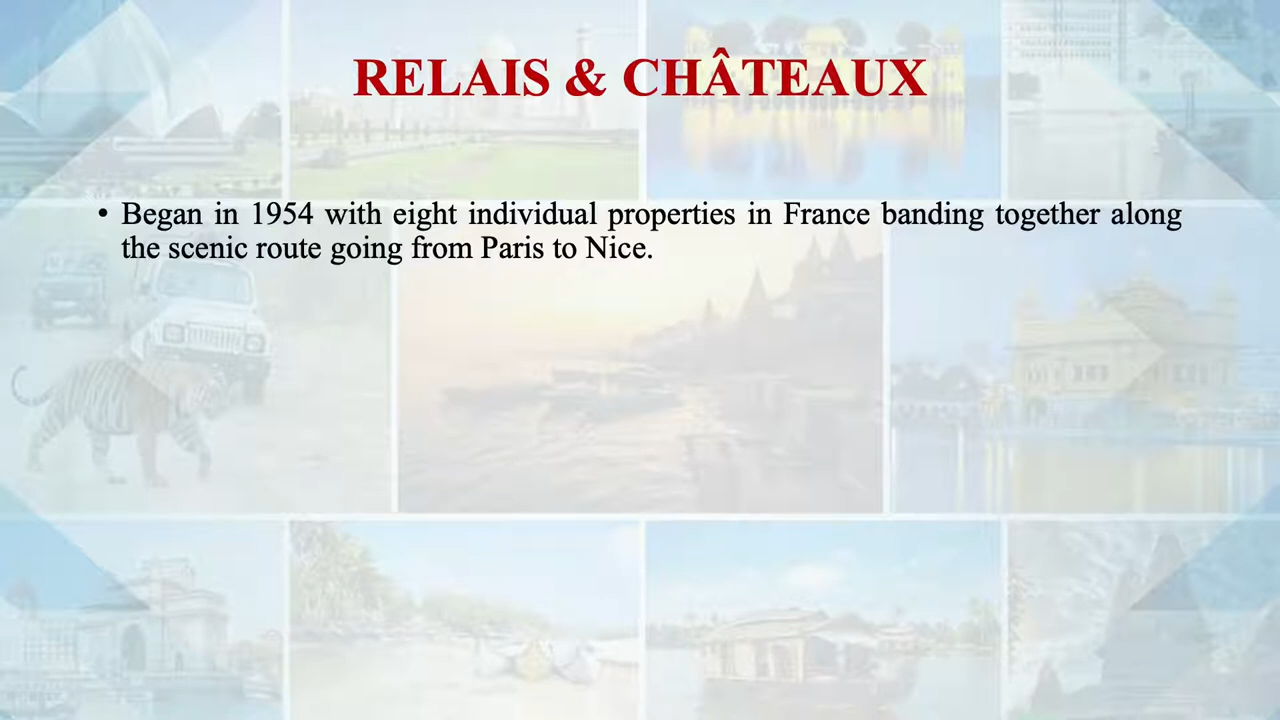 RELAIS & CHÂTEAUX
• Began in 1954 with eight individual properties in France banding together along
the scenic route going from Paris to Nice.